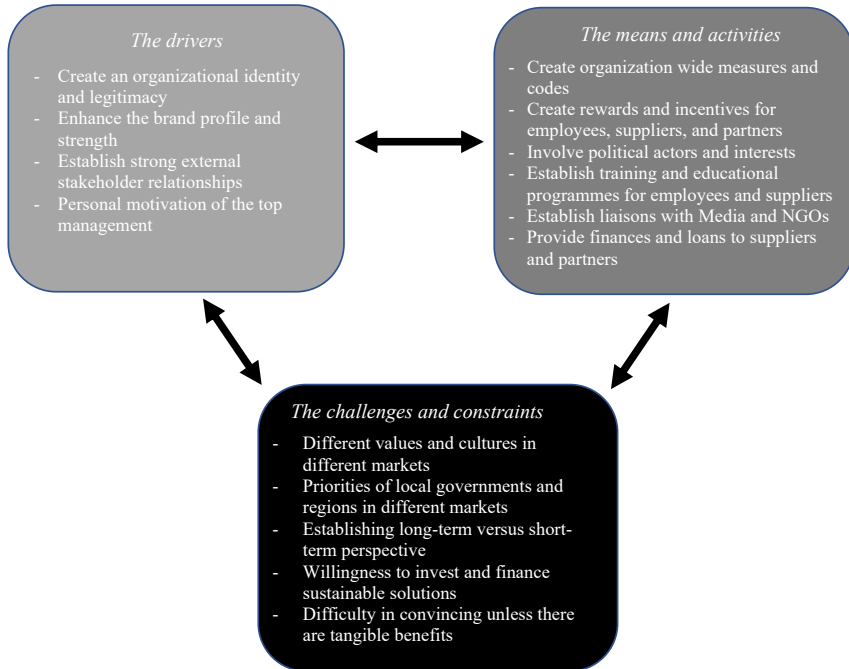 The drivers
- Create an organizational identity
and legitimacy
- Enhance the brand profile and
strength
- Establish strong external
stakeholder relationships
- Personal motivation of the top
management
The means and activities
- Create organization wide measures and
codes
- Create rewards and incentives for
employees, suppliers, and partners
- Involve political actors and interests
- Establish training and educational
programmes for employees and suppliers
- Establish liaisons with Media and NGOs
- Provide finances and loans to suppliers
and partners
The challenges and constraints
- Different values and cultures in
different markets
- Priorities of local governments and
regions in different markets
- Establishing long-term versus short-
term perspective
- Willingness to invest and finance
sustainable solutions
- Difficulty in convincing unless there
are tangible benefits